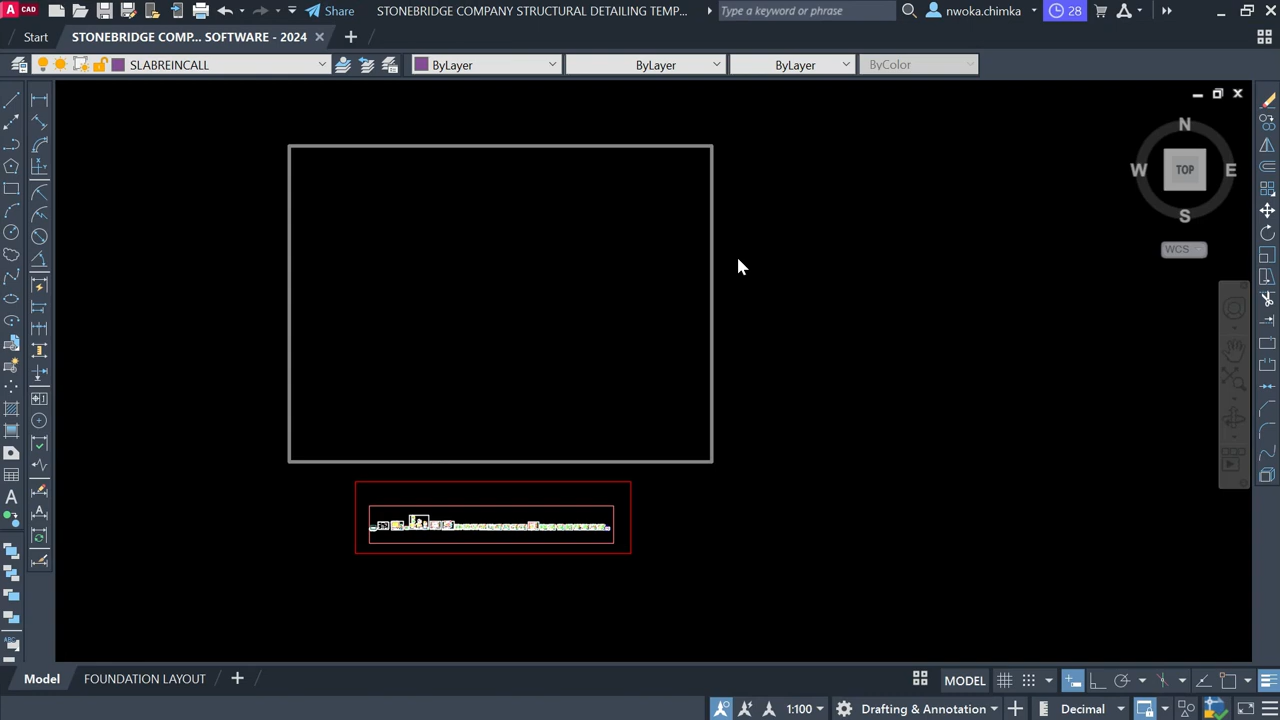 CAD
Share
STONEBRIDGE COMPANY STRUCTURAL DETAILING TEMP...
Type a keyword or phrase
nwoka.chimka
28
Start
STONEBRIDGE COMP... SOFTWARE - 2024
SLABREINCALL
ByLayer
ByLayer
ByLayer
ByColor
N
W
TOP
E
S
WCS
A
A
ABC
Model
FOUNDATION LAYOUT
MODEL
1:100
Drafting & Annotation
Decimal